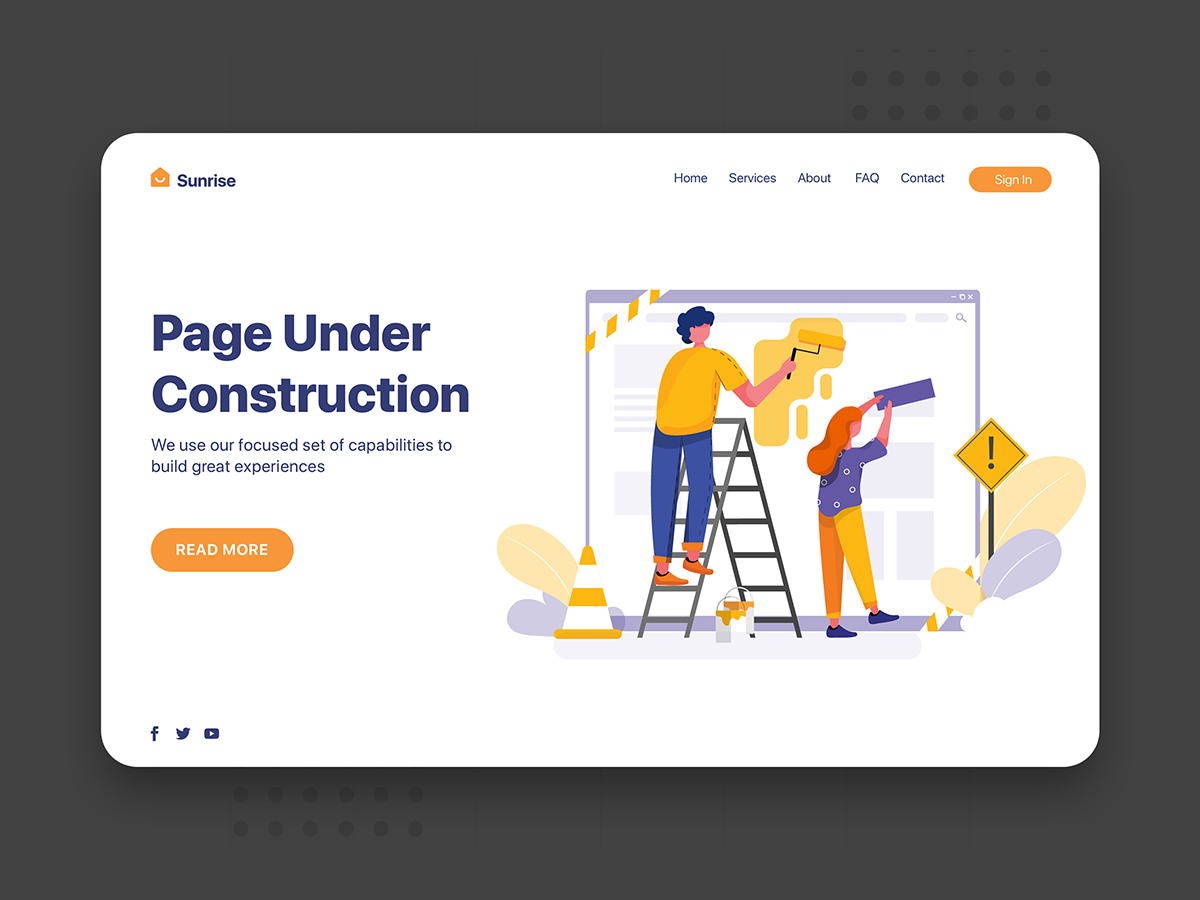 Sunrise
Home Services About FAQ Contact Sign In
Page Under
Construction
We use our focused set of capabilities to
build great experiences
READ MORE
!